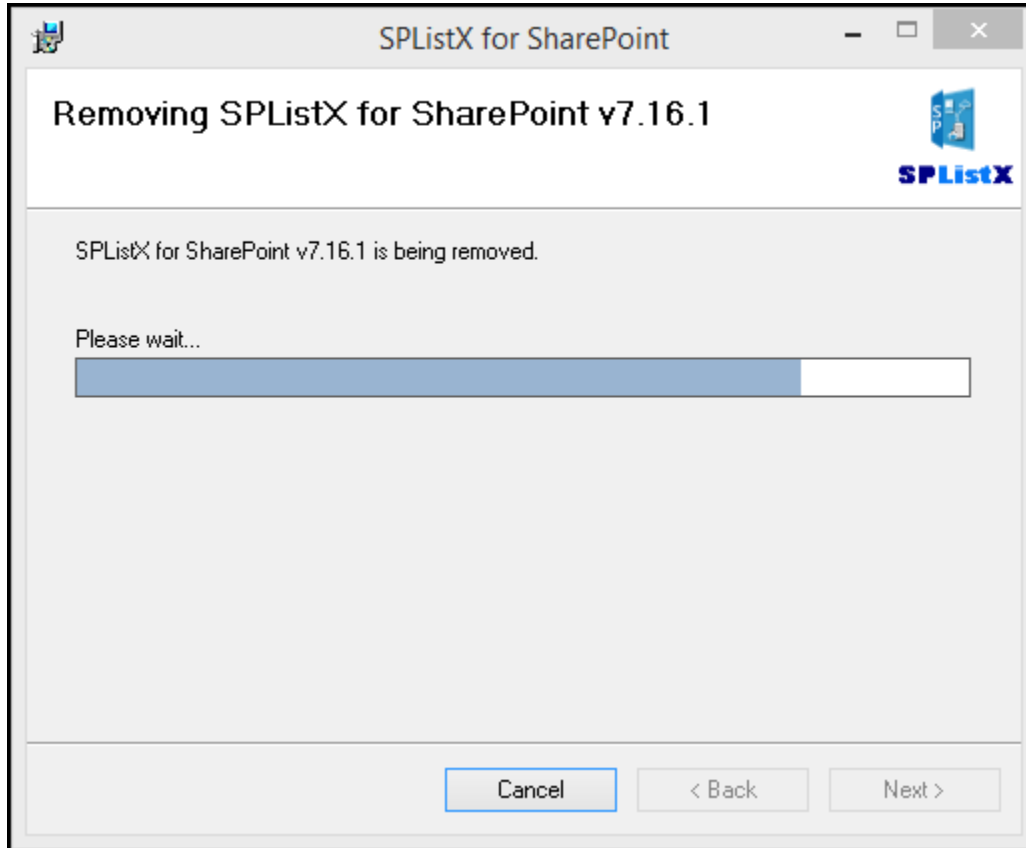 SPListX for SharePoint
Removing SPListX for SharePoint v7.16.1
S
P
SPListX
SPListX for SharePoint v7.16.1 is being removed.
Please wait...
Cancel
< Back
Next >